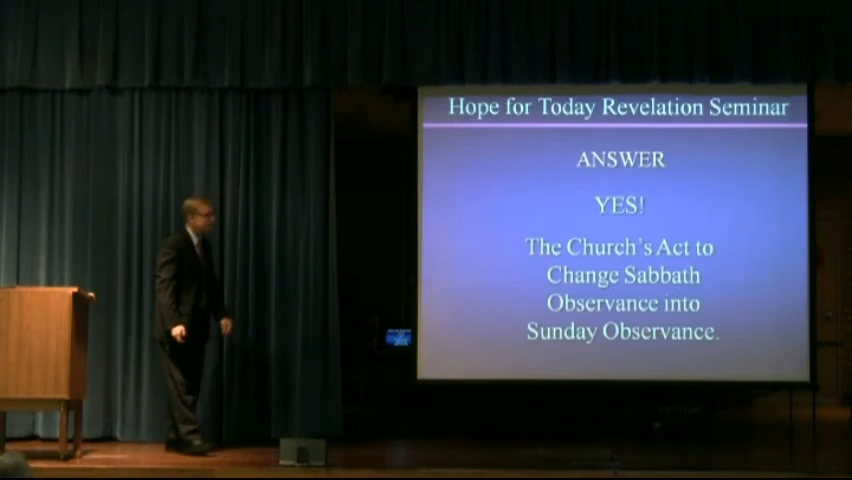 Hope for Today Revelation Seminar
ANSWER
YES!
The Church's Act to
Change Sabbath
Observance into
Sunday Observance.